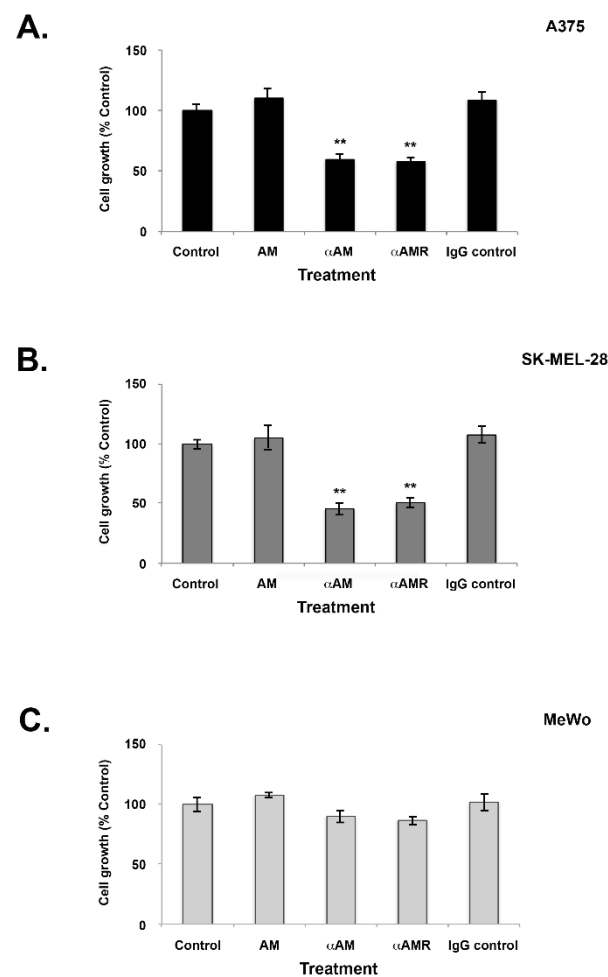 A.
A375
Cell growth (% Control)
150
100
50
0
**
**
Control AM αAM αAMR IgG control
Treatment
B.
SK-MEL-28
Cell growth (% Control)
150
100
50
0
**
**
Control AM αAM αAMR IgG control
Treatment
C.
MeWo
Cell growth (% Control)
150
100
50
0
Control AM αAM αAMR IgG control
Treatment